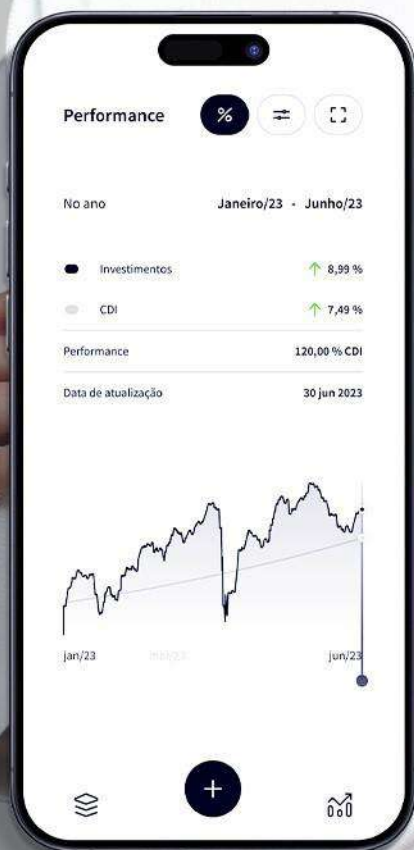 Performance %
No ano Janeiro/23 - Junho/23
Investimentos 8,99 %
CDI 7,49 %
Performance 120,00 % CDI
Data de atualização 30 jun 2023
jan/23 jun/23